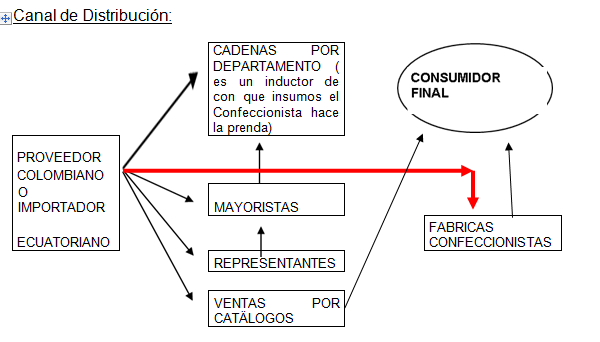 Canal de Distribución:
CADENAS POR
DEPARTAMENTO (
es un inductor de
con que insumos el
Confeccionista hace
la prenda)
CONSUMIDOR
FINAL
PROVEEDOR
COLOMBIANO
O
IMPORTADOR
ECUATORIANO
MAYORISTAS
REPRESENTANTES
VENTAS POR
CATÄLOGOS
FABRICAS
CONFECCIONISTAS